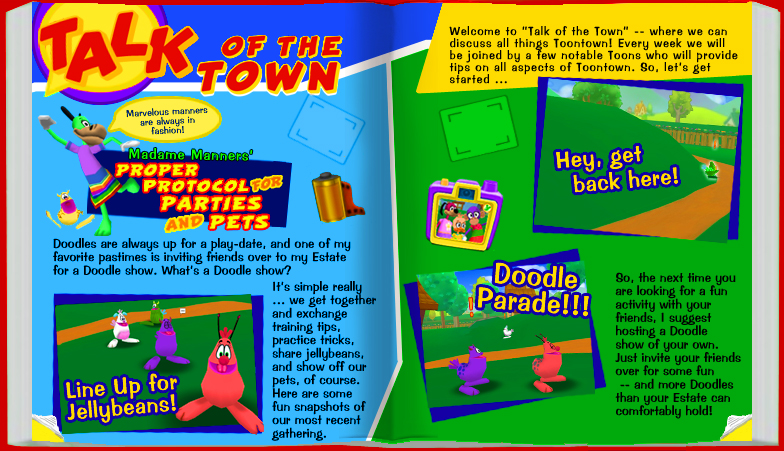 TALK
OF THE
TOWN
Marvelous manners
are always in
fashion!
Madame Manners'
PROPER
PROTOCOL FOR
PARTIES
AND PETS
Doodles are always up for a play-date, and one of my
favorite pastimes is inviting friends over to my Estate
for a Doodle show. What's a Doodle show?
It's simple really
... we get together
and exchange
training tips,
practice tricks,
share jellybeans,
and show off our
pets, of course.
Here are some
fun snapshots of
our most recent
gathering.
Line Up for
Jellybeans!
Welcome to "Talk of the Town" -- where we can
discuss all things Toontown! Every week we will
be joined by a few notable Toons who will provide
tips on all aspects of Toontown. So, let's get
started ...
Hey, get
back here!
Doodle
Parade!!!
So, the next time you
are looking for a fun
activity with your
friends, I suggest
hosting a Doodle
show of your own.
Just invite your friends
over for some fun
-- and more Doodles
than your Estate can
comfortably hold!